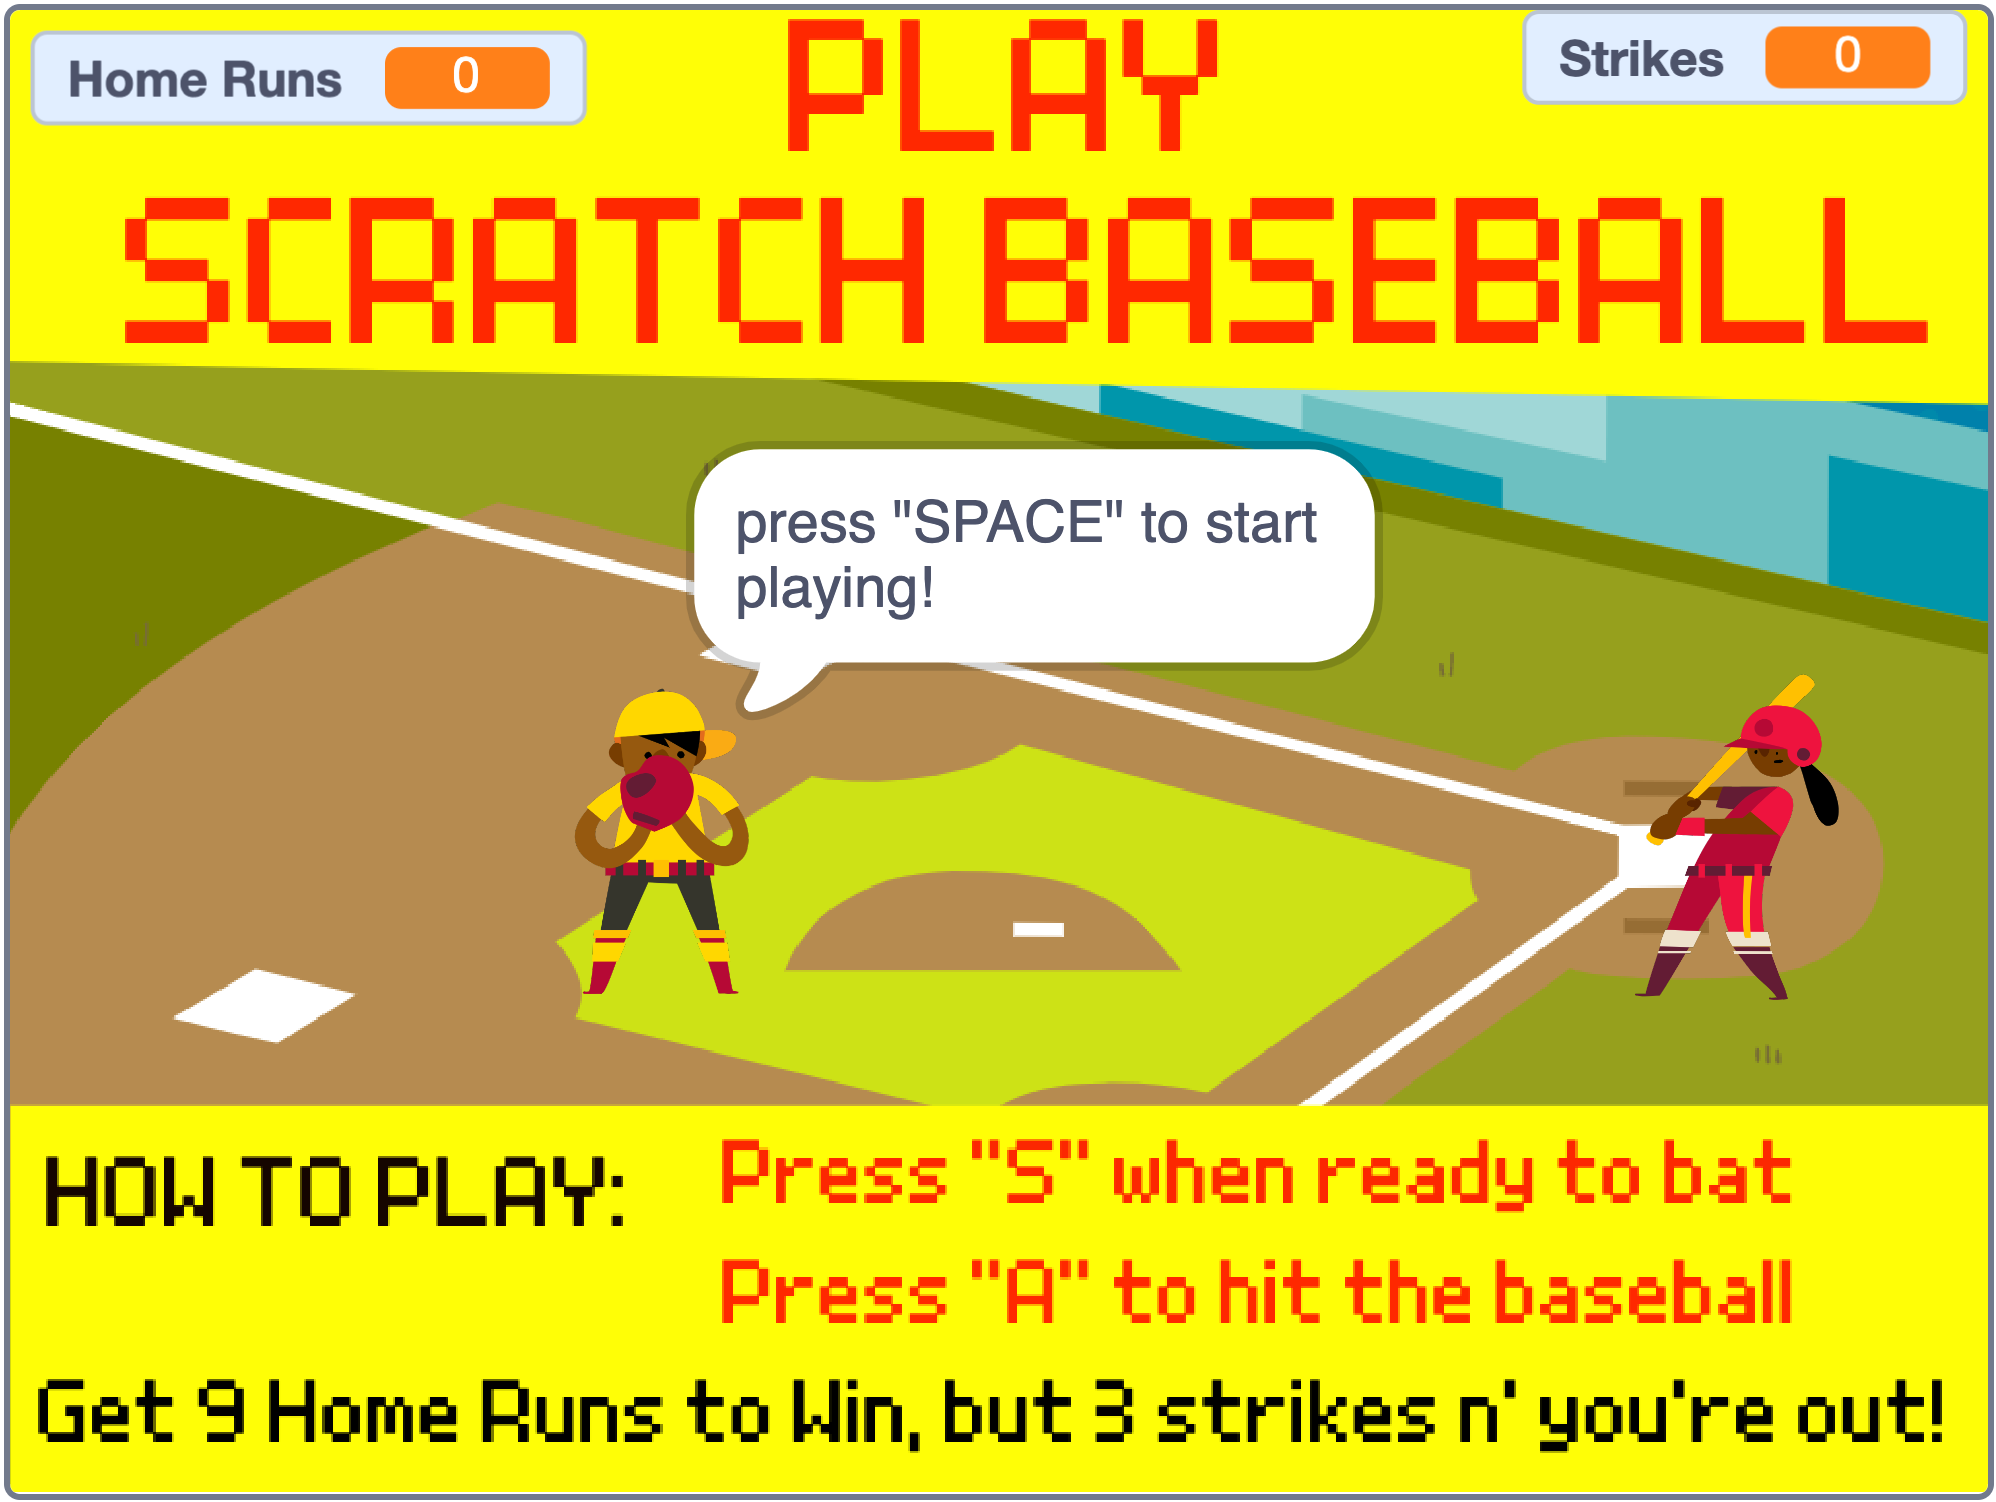 Home Runs 0
PLAY
Strikes 0
SCRATCH BASEBALL
press "SPACE" to start
playing!
HOW TO PLAY:
Press "S" when ready to bat
Press "A" to hit the baseball
Get 9 Home Runs to Win, but 3 strikes n' you're out!